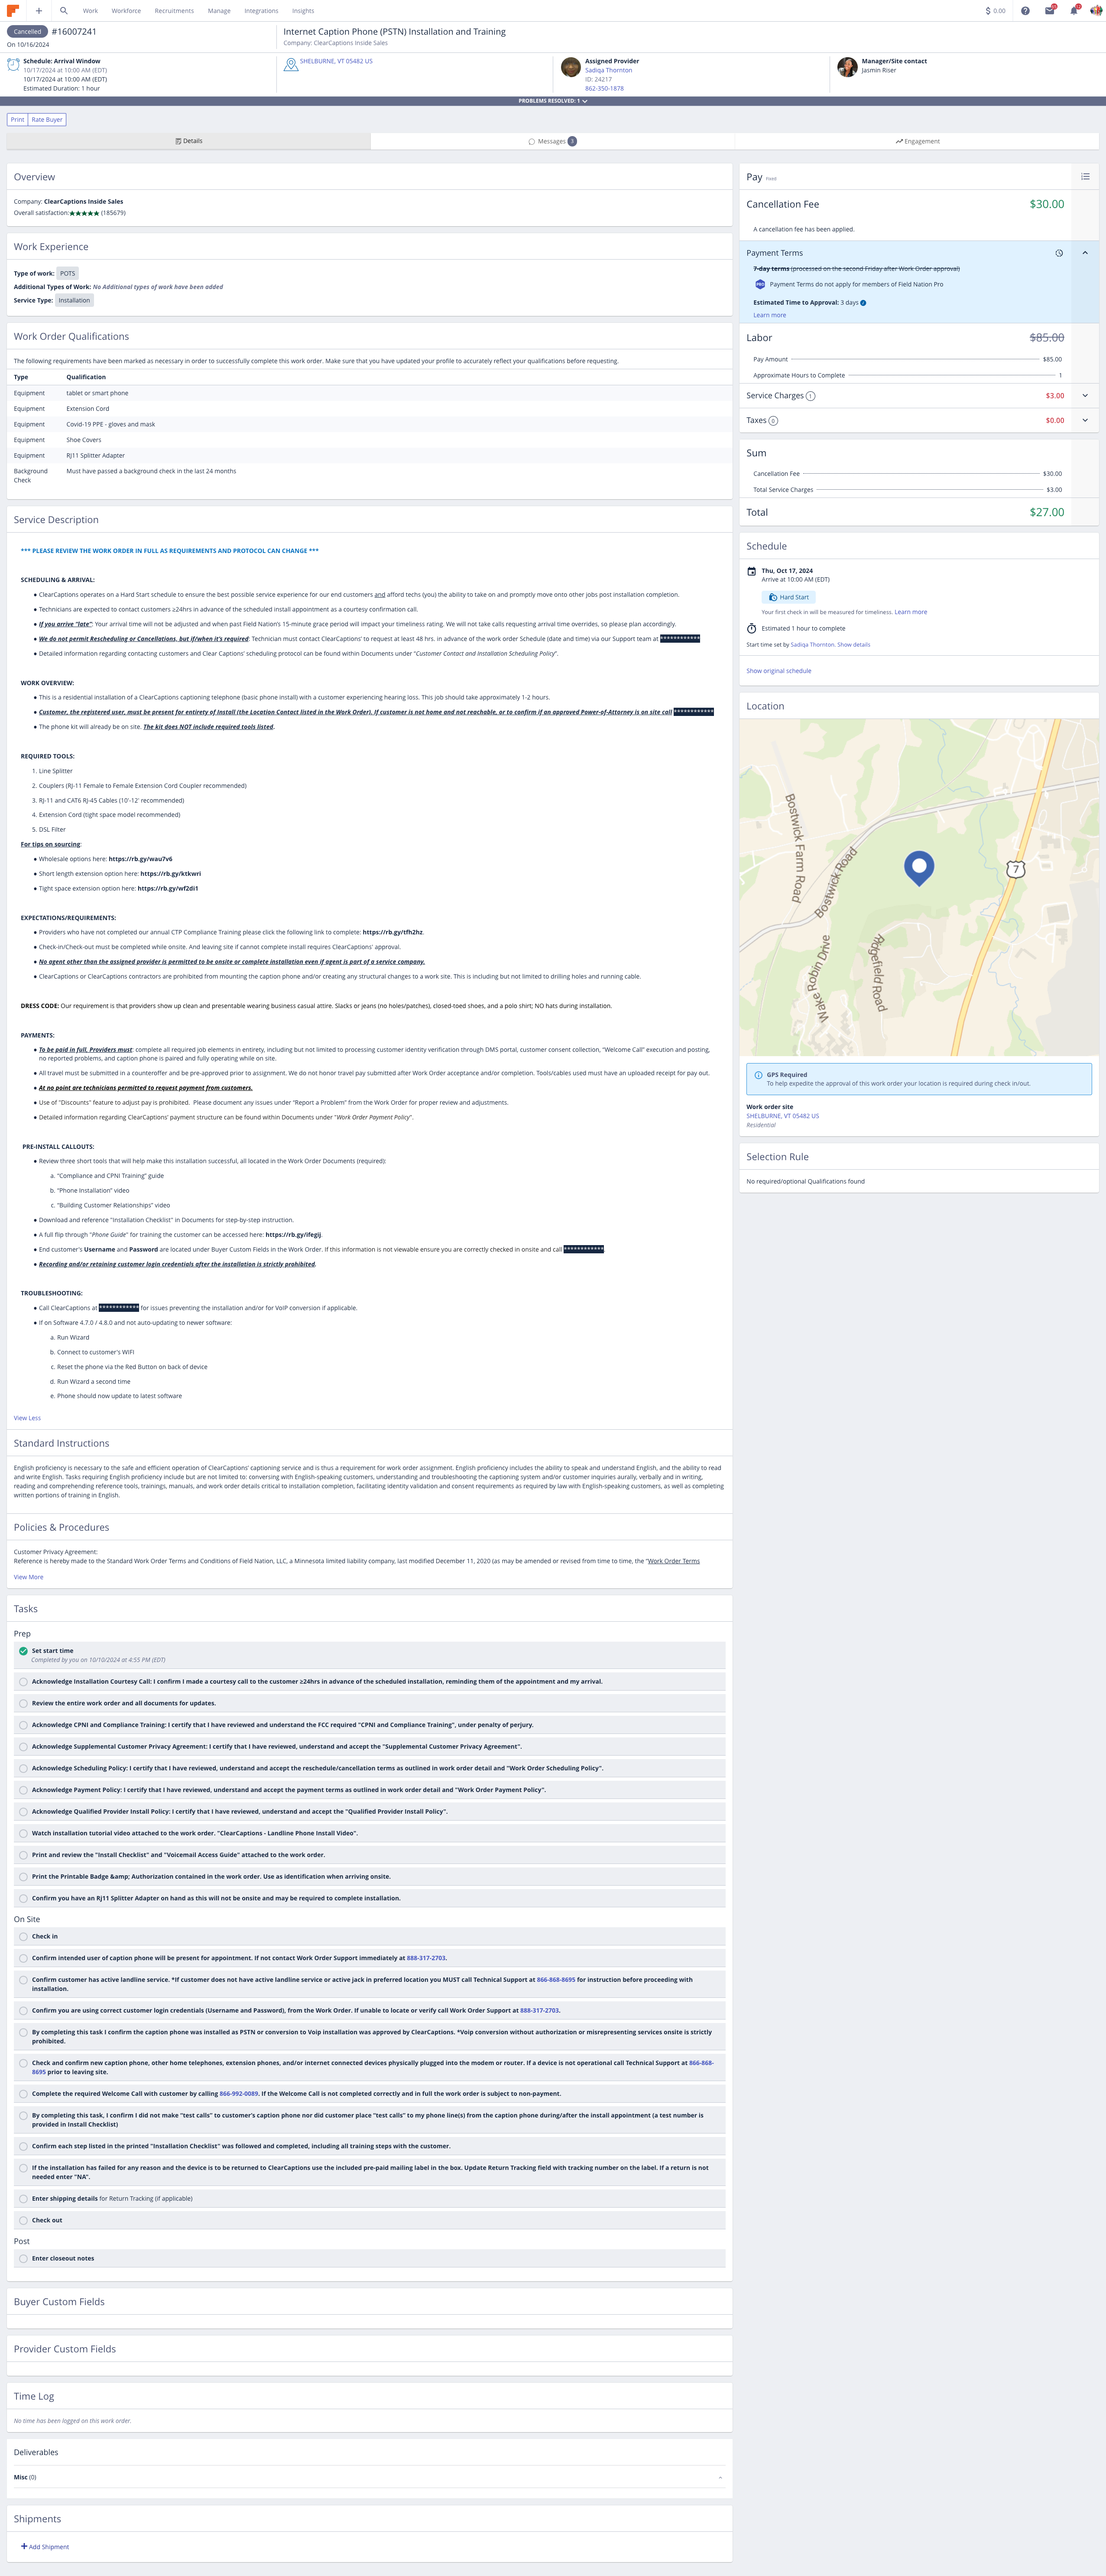 Work Workforce Recruitments Manage Integrations Insights
$ 0.00
Cancelled #16007241
On 10/16/2024
Internet Caption Phone (PSTN) Installation and Training
Company: ClearCaptions Inside Sales
Schedule: Arrival Window
10/17/2024 at 10:00 AM (EDT)
10/17/2024 at 10:00 AM (EDT)
Estimated Duration: 1 hour
SHELBURNE, VT 05482 US
Assigned Provider
Sadiqa Thornton
ID: 24217
862-350-1878
Manager/Site contact
Jasmin Riser
PROBLEMS RESOLVED: 1
Print Rate Buyer
Details
Messages 3
Engagement
Overview
Company: ClearCaptions Inside Sales
Overall satisfaction: ★★★★★ (185679)
Work Experience
Type of work: POTS
Additional Types of Work: No Additional types of work have been added
Service Type: Installation
Work Order Qualifications
The following requirements have been marked as necessary in order to successfully complete this work order. Make sure that you have updated your profile to accurately reflect your qualifications before requesting.
Type Qualification
Equipment tablet or smart phone
Equipment Extension Cord
Equipment Covid-19 PPE - gloves and mask
Equipment Shoe Covers
Equipment RJ11 Splitter Adapter
Background Must have passed a background check in the last 24 months
Check
Service Description
*** PLEASE REVIEW THE WORK ORDER IN FULL AS REQUIREMENTS AND PROTOCOL CAN CHANGE ***
SCHEDULING & ARRIVAL:
● ClearCaptions operates on a Hard Start schedule to ensure the best possible service experience for our end customers and afford techs (you) the ability to take on and promptly move onto other jobs post installation completion.
● Technicians are expected to contact customers ≥24hrs in advance of the scheduled install appointment as a courtesy confirmation call.
● If you arrive "late": Your arrival time will not be adjusted and when past Field Nation's 15-minute grace period will impact your timeliness rating. We will not take calls requesting arrival time overrides, so please plan accordingly.
● We do not permit Rescheduling or Cancellations, but if/when it's required: Technician must contact ClearCaptions' to request at least 48 hrs. in advance of the work order Schedule (date and time) via our Support team at ************
● Detailed information regarding contacting customers and Clear Captions' scheduling protocol can be found within Documents under "Customer Contact and Installation Scheduling Policy".
WORK OVERVIEW:
● This is a residential installation of a ClearCaptions captioning telephone (basic phone install) with a customer experiencing hearing loss. This job should take approximately 1-2 hours.
● Customer, the registered user, must be present for entirety of Install (the Location Contact listed in the Work Order). If customer is not home and not reachable, or to confirm if an approved Power-of-Attorney is on site call ************
● The phone kit will already be on site. The kit does NOT include required tools listed.
REQUIRED TOOLS:
1. Line Splitter
2. Couplers (RJ-11 Female to Female Extension Cord Coupler recommended)
3. RJ-11 and CAT6 RJ-45 Cables (10'-12' recommended)
4. Extension Cord (tight space model recommended)
5. DSL Filter
For tips on sourcing:
● Wholesale options here: https://rb.gy/wau7v6
● Short length extension option here: https://rb.gy/ktkwri
● Tight space extension option here: https://rb.gy/wf2di1
EXPECTATIONS/REQUIREMENTS:
● Providers who have not completed our annual CTP Compliance Training please click the following link to complete: https://rb.gy/tfh2hz.
● Check-in/Check-out must be completed while onsite. And leaving site if cannot complete install requires ClearCaptions' approval.
● No agent other than the assigned provider is permitted to be onsite or complete installation even if agent is part of a service company.
● ClearCaptions or ClearCaptions contractors are prohibited from mounting the caption phone and/or creating any structural changes to a work site. This is including but not limited to drilling holes and running cable.
DRESS CODE: Our requirement is that providers show up clean and presentable wearing business casual attire. Slacks or jeans (no holes/patches), closed-toed shoes, and a polo shirt; NO hats during installation.
PAYMENTS:
● To be paid in full, Providers must: complete all required job elements in entirety, including but not limited to processing customer identity verification through DMS portal, customer consent collection, "Welcome Call" execution and posting,
no reported problems, and caption phone is paired and fully operating while on site.
● All travel must be submitted in a counteroffer and be pre-approved prior to assignment. We do not honor travel pay submitted after Work Order acceptance and/or completion. Tools/cables used must have an uploaded receipt for pay out.
● At no point are technicians permitted to request payment from customers.
● Use of "Discounts" feature to adjust pay is prohibited. Please document any issues under "Report a Problem" from the Work Order for proper review and adjustments.
● Detailed information regarding ClearCaptions' payment structure can be found within Documents under "Work Order Payment Policy".
PRE-INSTALL CALLOUTS:
● Review three short tools that will help make this installation successful, all located in the Work Order Documents (required):
a. "Compliance and CPNI Training" guide
b. "Phone Installation" video
c. "Building Customer Relationships" video
● Download and reference "Installation Checklist" in Documents for step-by-step instruction.
● A full flip through "Phone Guide" for training the customer can be accessed here: https://rb.gy/ifeglj.
● End customer's Username and Password are located under Buyer Custom Fields in the Work Order. If this information is not viewable ensure you are correctly checked in onsite and call ************
● Recording and/or retaining customer login credentials after the installation is strictly prohibited.
TROUBLESHOOTING:
● Call ClearCaptions at ************ for issues preventing the installation and/or for VoIP conversion if applicable.
● If on Software 4.7.0 / 4.8.0 and not auto-updating to newer software:
a. Run Wizard
b. Connect to customer's WIFI
c. Reset the phone via the Red Button on back of device
d. Run Wizard a second time
e. Phone should now update to latest software
View Less
Standard Instructions
English proficiency is necessary to the safe and efficient operation of ClearCaptions' captioning service and is thus a requirement for work order assignment. English proficiency includes the ability to speak and understand English, and the ability to read
and write English. Tasks requiring English proficiency include but are not limited to: conversing with English-speaking customers, understanding and troubleshooting the captioning system and/or customer inquiries aurally, verbally and in writing,
reading and comprehending reference tools, trainings, manuals, and work order details critical to installation completion, facilitating identity validation and consent requirements as required by law with English-speaking customers, as well as completing
written portions of training in English.
Policies & Procedures
Customer Privacy Agreement:
Reference is hereby made to the Standard Work Order Terms and Conditions of Field Nation, LLC, a Minnesota limited liability company, last modified December 11, 2020 (as may be amended or revised from time to time, the "Work Order Terms
View More
Tasks
Prep
Set start time
Completed by you on 10/10/2024 at 4:55 PM (EDT)
Acknowledge Installation Courtesy Call: I confirm I made a courtesy call to the customer ≥24hrs in advance of the scheduled installation, reminding them of the appointment and my arrival.
Review the entire work order and all documents for updates.
Acknowledge CPNI and Compliance Training: I certify that I have reviewed and understand the FCC required "CPNI and Compliance Training", under penalty of perjury.
Acknowledge Supplemental Customer Privacy Agreement: I certify that I have reviewed, understand and accept the "Supplemental Customer Privacy Agreement".
Acknowledge Scheduling Policy: I certify that I have reviewed, understand and accept the reschedule/cancellation terms as outlined in work order detail and "Work Order Scheduling Policy".
Acknowledge Payment Policy: I certify that I have reviewed, understand and accept the payment terms as outlined in work order detail and "Work Order Payment Policy".
Acknowledge Qualified Provider Install Policy: I certify that I have reviewed, understand and accept the "Qualified Provider Install Policy".
Watch installation tutorial video attached to the work order. "ClearCaptions - Landline Phone Install Video".
Print and review the "Install Checklist" and "Voicemail Access Guide" attached to the work order.
Print the Printable Badge &amp; Authorization contained in the work order. Use as identification when arriving onsite.
Confirm you have an Rj11 Splitter Adapter on hand as this will not be onsite and may be required to complete installation.
On Site
Check in
Confirm intended user of caption phone will be present for appointment. If not contact Work Order Support immediately at 888-317-2703.
Confirm customer has active landline service. *If customer does not have active landline service or active jack in preferred location you MUST call Technical Support at 866-868-8695 for instruction before proceeding with
installation.
Confirm you are using correct customer login credentials (Username and Password), from the Work Order. If unable to locate or verify call Work Order Support at 888-317-2703.
By completing this task I confirm the caption phone was installed as PSTN or conversion to Voip installation was approved by ClearCaptions. *Voip conversion without authorization or misrepresenting services onsite is strictly
prohibited.
Check and confirm new caption phone, other home telephones, extension phones, and/or internet connected devices physically plugged into the modem or router. If a device is not operational call Technical Support at 866-868-
8695 prior to leaving site.
Complete the required Welcome Call with customer by calling 866-992-0089. If the Welcome Call is not completed correctly and in full the work order is subject to non-payment.
By completing this task, I confirm I did not make "test calls" to customer's caption phone nor did customer place "test calls" to my phone line(s) from the caption phone during/after the install appointment (a test number is
provided in Install Checklist)
Confirm each step listed in the printed "Installation Checklist" was followed and completed, including all training steps with the customer.
If the installation has failed for any reason and the device is to be returned to ClearCaptions use the included pre-paid mailing label in the box. Update Return Tracking field with tracking number on the label. If a return is not
needed enter "NA".
Enter shipping details for Return Tracking (if applicable)
Check out
Post
Enter closeout notes
Buyer Custom Fields
Provider Custom Fields
Time Log
No time has been logged on this work order.
Deliverables
Misc (0)
Shipments
Add Shipment
Pay Fixed
Cancellation Fee $30.00
A cancellation fee has been applied.
Payment Terms
7-day terms (processed on the second Friday after Work Order approval)
PRO Payment Terms do not apply for members of Field Nation Pro
Estimated Time to Approval: 3 days
Learn more
Labor $85.00
Pay Amount $85.00
Approximate Hours to Complete 1
Service Charges 1 $3.00
Taxes 0 $0.00
Sum
Cancellation Fee $30.00
Total Service Charges $3.00
Total $27.00
Schedule
Thu, Oct 17, 2024
Arrive at 10:00 AM (EDT)
Hard Start
Your first check in will be measured for timeliness. Learn more
Estimated 1 hour to complete
Start time set by Sadiqa Thornton. Show details
Show original schedule
Location
Bostwick Farm Road
Bostwick Road
7
Wake Robin Drive
GPS Required
To help expedite the approval of this work order your location is required during check in/out.
Work order site
SHELBURNE, VT 05482 US
Residential
Selection Rule
No required/optional Qualifications found